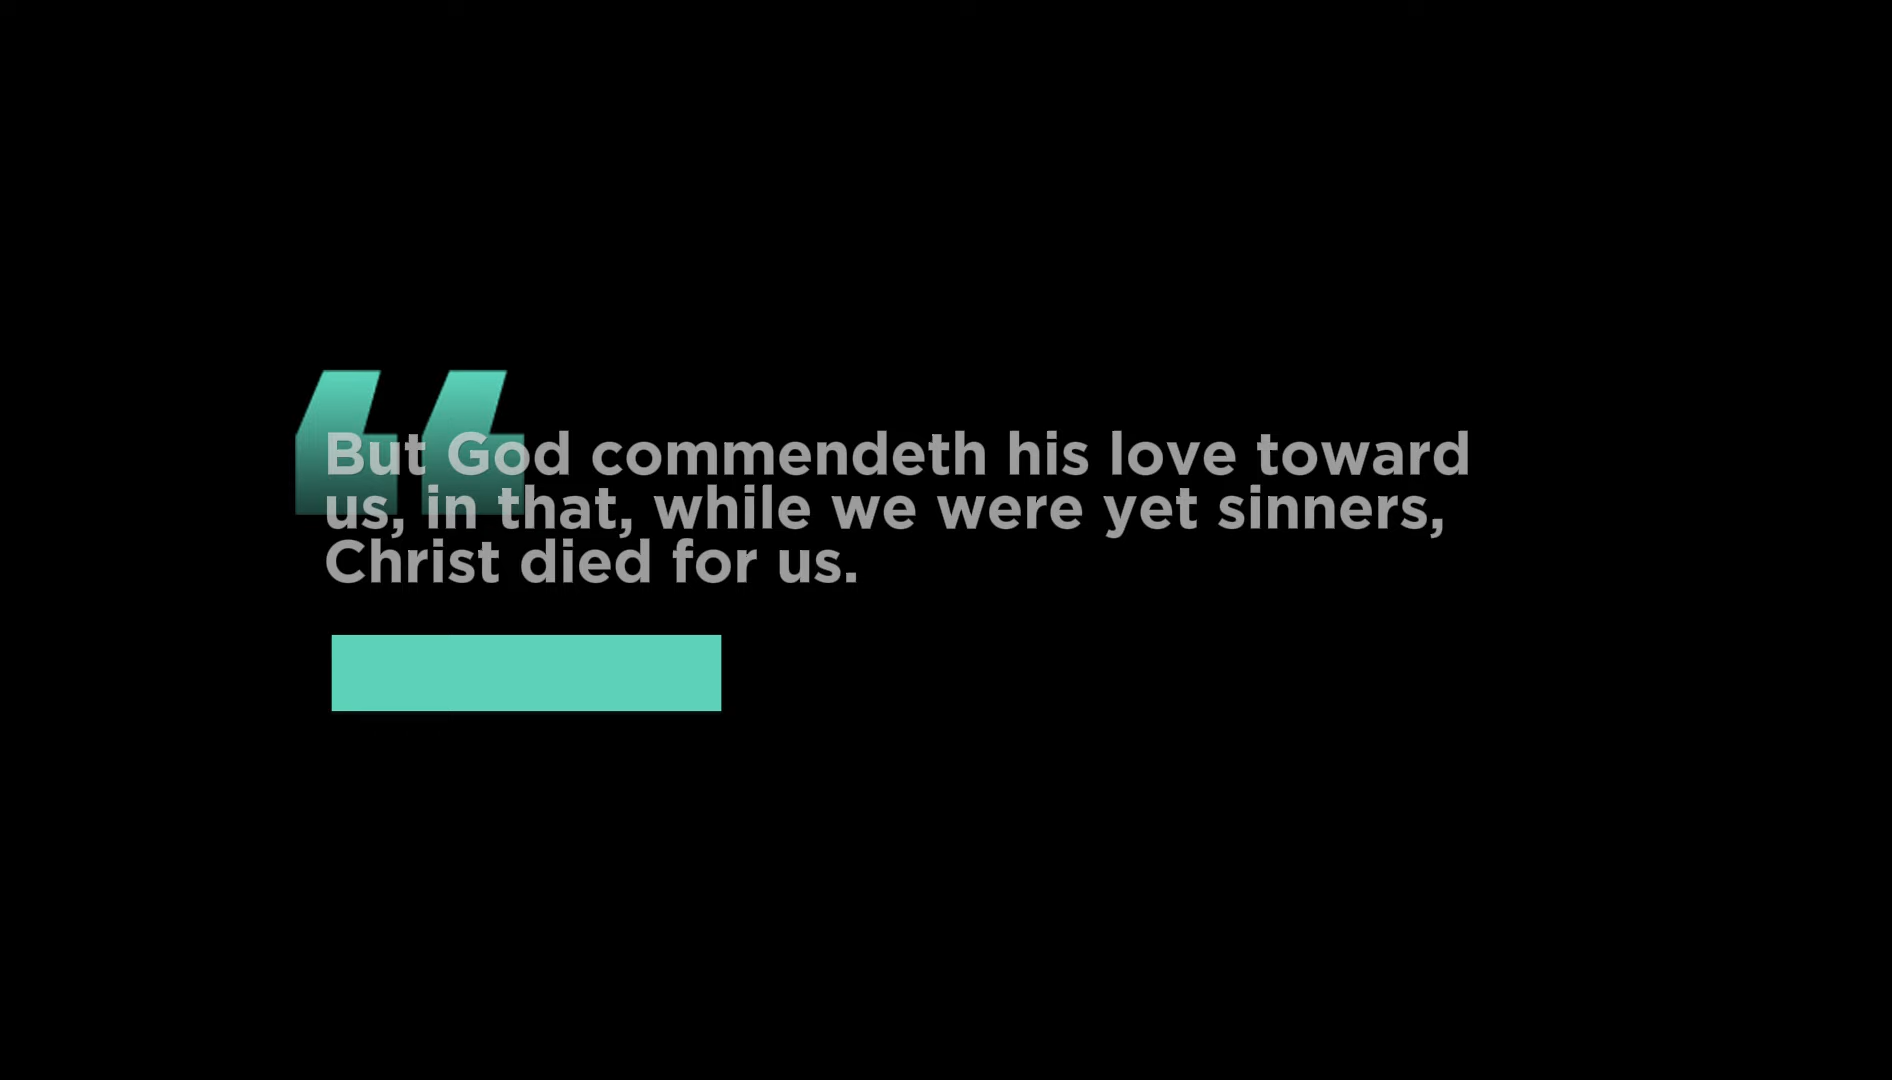 But God commendeth his love toward
us, in that, while we were yet sinners,
Christ died for us.